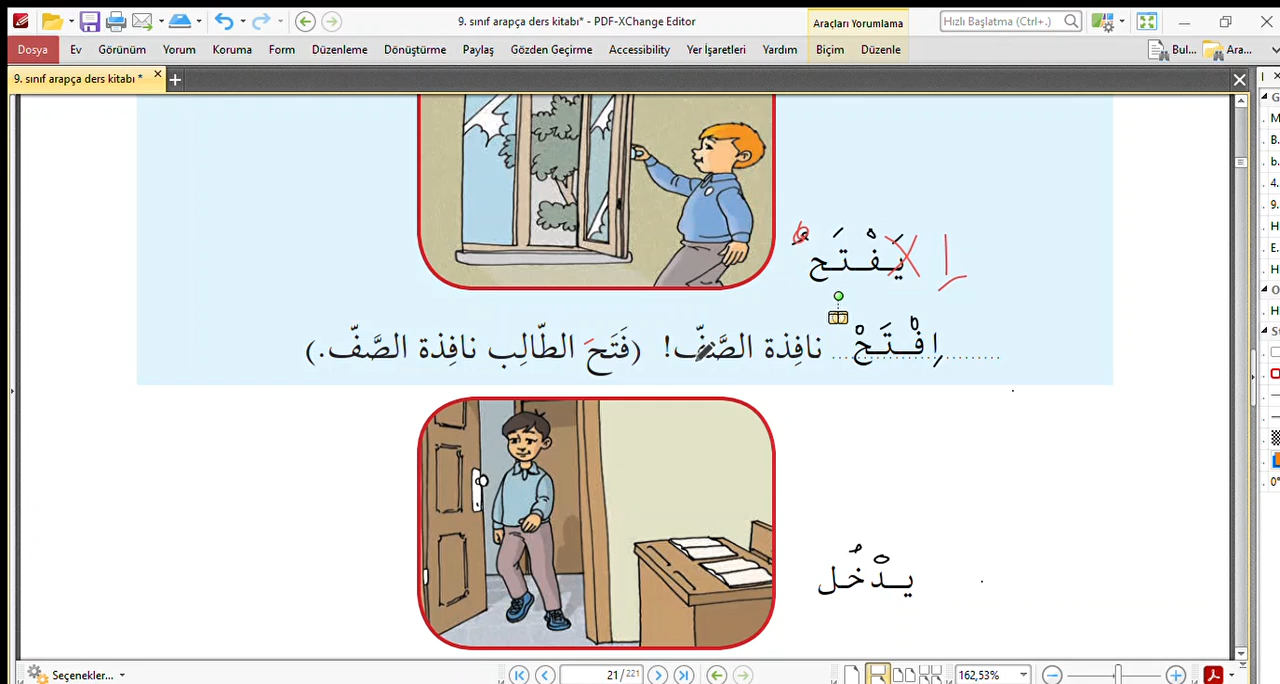 9. sınıf arapça ders kitabı* - PDF-XChange Editor
Araçları Yorumlama
Hızlı Başlatma (Ctrl+.)
Dosya Ev Görünüm Yorum Koruma Form Düzenleme Dönüştürme Paylaş Gözden Geçirme Accessibility Yer İşaretleri Yardım Biçim Düzenle Bul... Ara...
9. sınıf arapça ders kitabı *
يَفْتَح ا
اِفْتَحْ نافِذة الصَّفّ! (فَتَحَ الطّالِب نافِذة الصَّفّ.)
يدْخُل
Seçenekler...
21 /221
162,53%